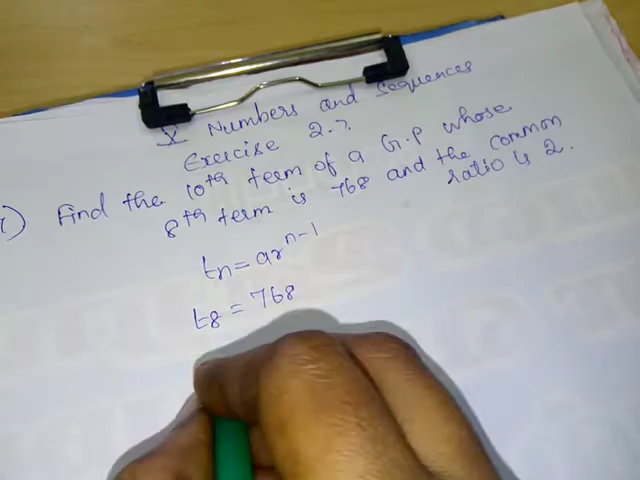 X Numbers and Sequences
Exercise 2.7
Find the 10th term of a G.P whose
8th term is 768 and the common
ratio is 2.
tn = ar^n-1
t8 = 768